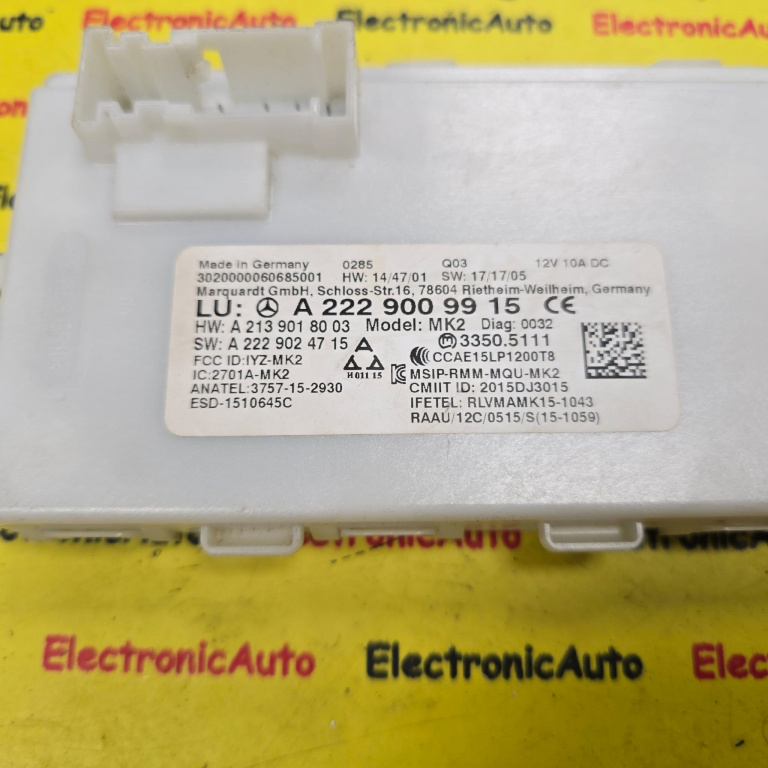 ElectronicAuto ElectronicAuto ElectronicAuto
Made in Germany 0285 Q03 12V 10A DC
3020000060685001 HW: 14/47/01 SW: 17/17/05
Marquardt GmbH, Schloss-Str.16, 78604 Rietheim-Weilheim, Germany
LU: A 222 900 99 15 CE
HW: A 213 901 80 03 Model: MK2 Diag: 0032
SW: A 222 902 47 15 3350.5111
FCC ID:IYZ-MK2 H 011 15 CCAE15LP1200T8
IC:2701A-MK2 MSIP-RMM-MQU-MK2
ANATEL: 3757-15-2930 CMIIT ID: 2015DJ3015
ESD-1510645C IFETEL: RLVMAMK15-1043
RAAU/12C/0515/S(15-1059)
ElectronicAuto
ElectronicAuto ElectronicAuto